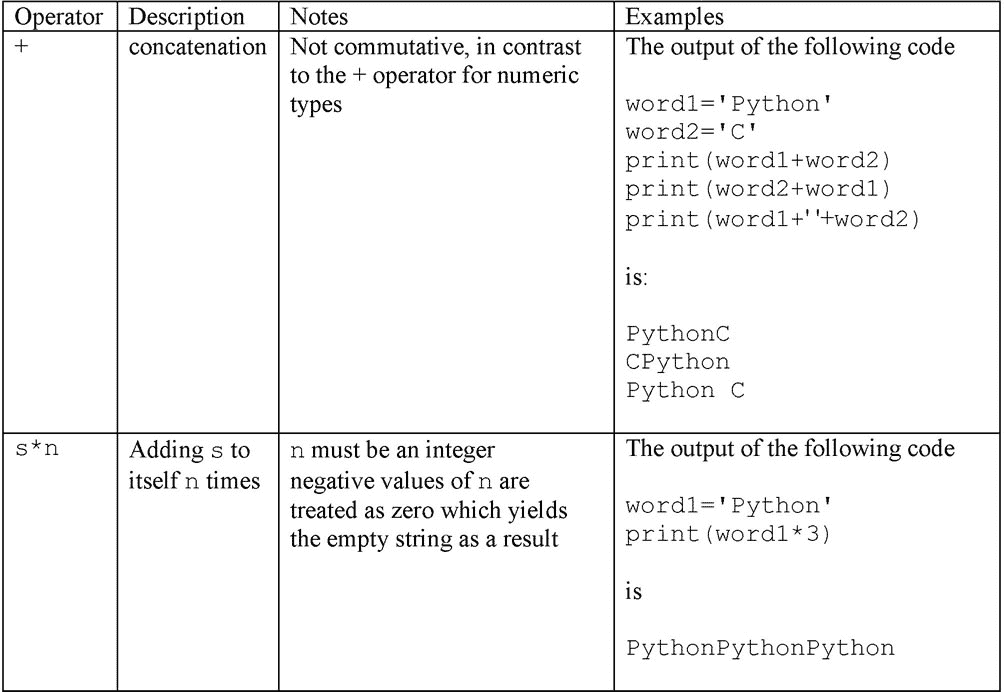 Operator Description Notes Examples
+ concatenation Not commutative, in contrast The output of the following code
to the + operator for numeric
types
word1='Python'
word2='C'
print(word1+word2)
print(word2+word1)
print(word1+''+word2)
is:
PythonC
CPython
Python C
s*n Adding s to n must be an integer The output of the following code
itself n times negative values of n are
treated as zero which yields word1='Python'
the empty string as a result print(word1*3)
is
PythonPythonPython